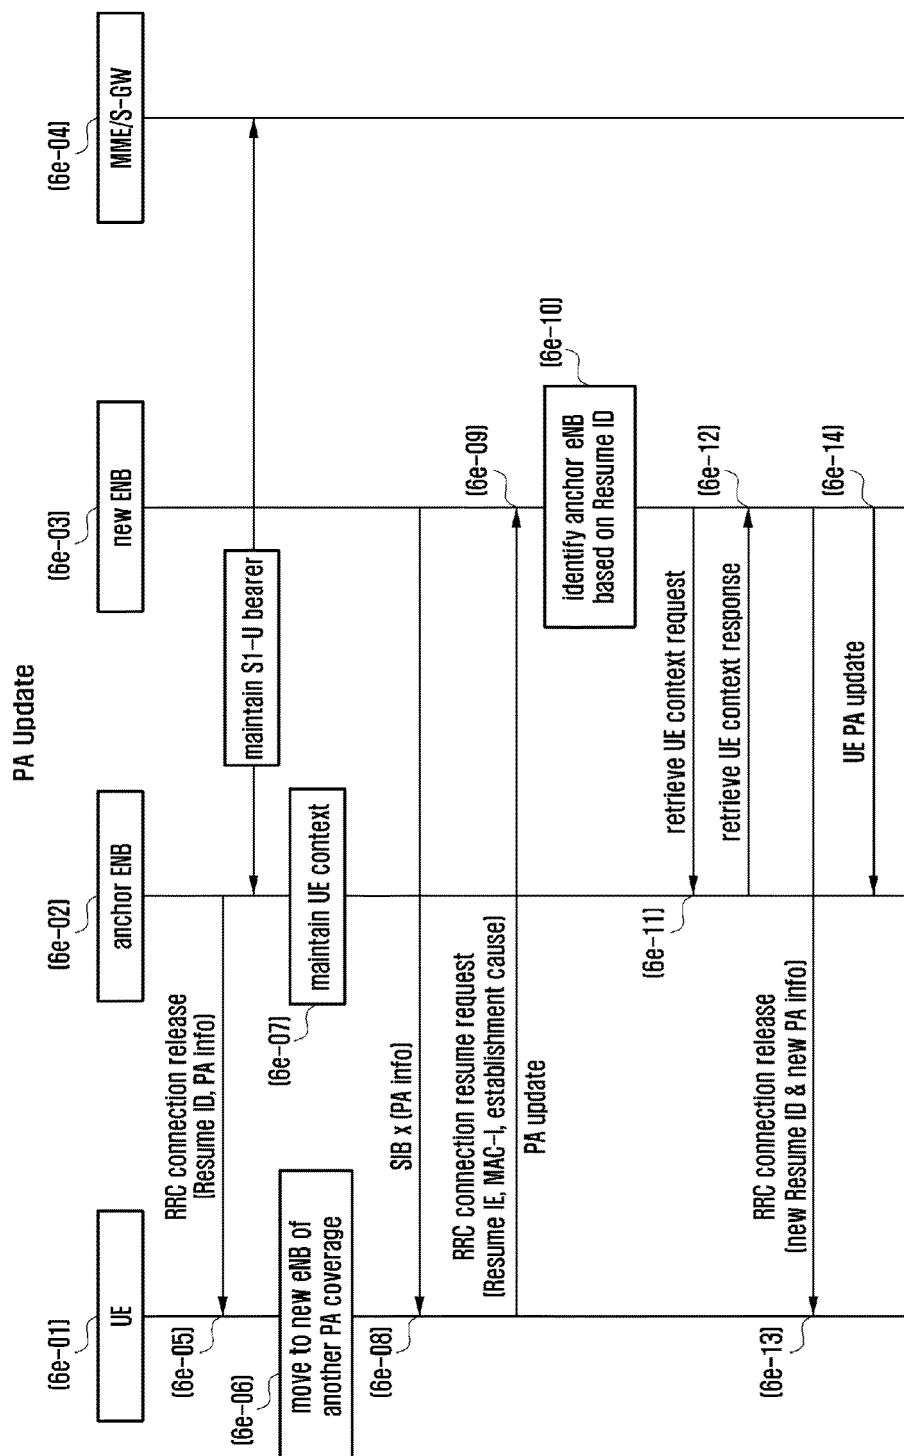 PA Update
(6e-01)
UE
(6e-02)
anchor ENB
(6e-03)
new ENB
(6e-04)
MME/S-GW
RRC connection release
(Resume ID, PA info)
(6e-05)
maintain S1-U bearer
(6e-06)
move to new eNB of
another PA coverage
(6e-07)
maintain UE context
SIB x (PA info)
(6e-08)
RRC connection resume request
(Resume IE, MAC-I, establishment cause)
PA update
(6e-09)
(6e-10)
identify anchor eNB
based on Resume ID
retrieve UE context request
(6e-11)
retrieve UE context response
(6e-12)
RRC connection release
(new Resume ID & new PA info)
(6e-13)
UE PA update
(6e-14)